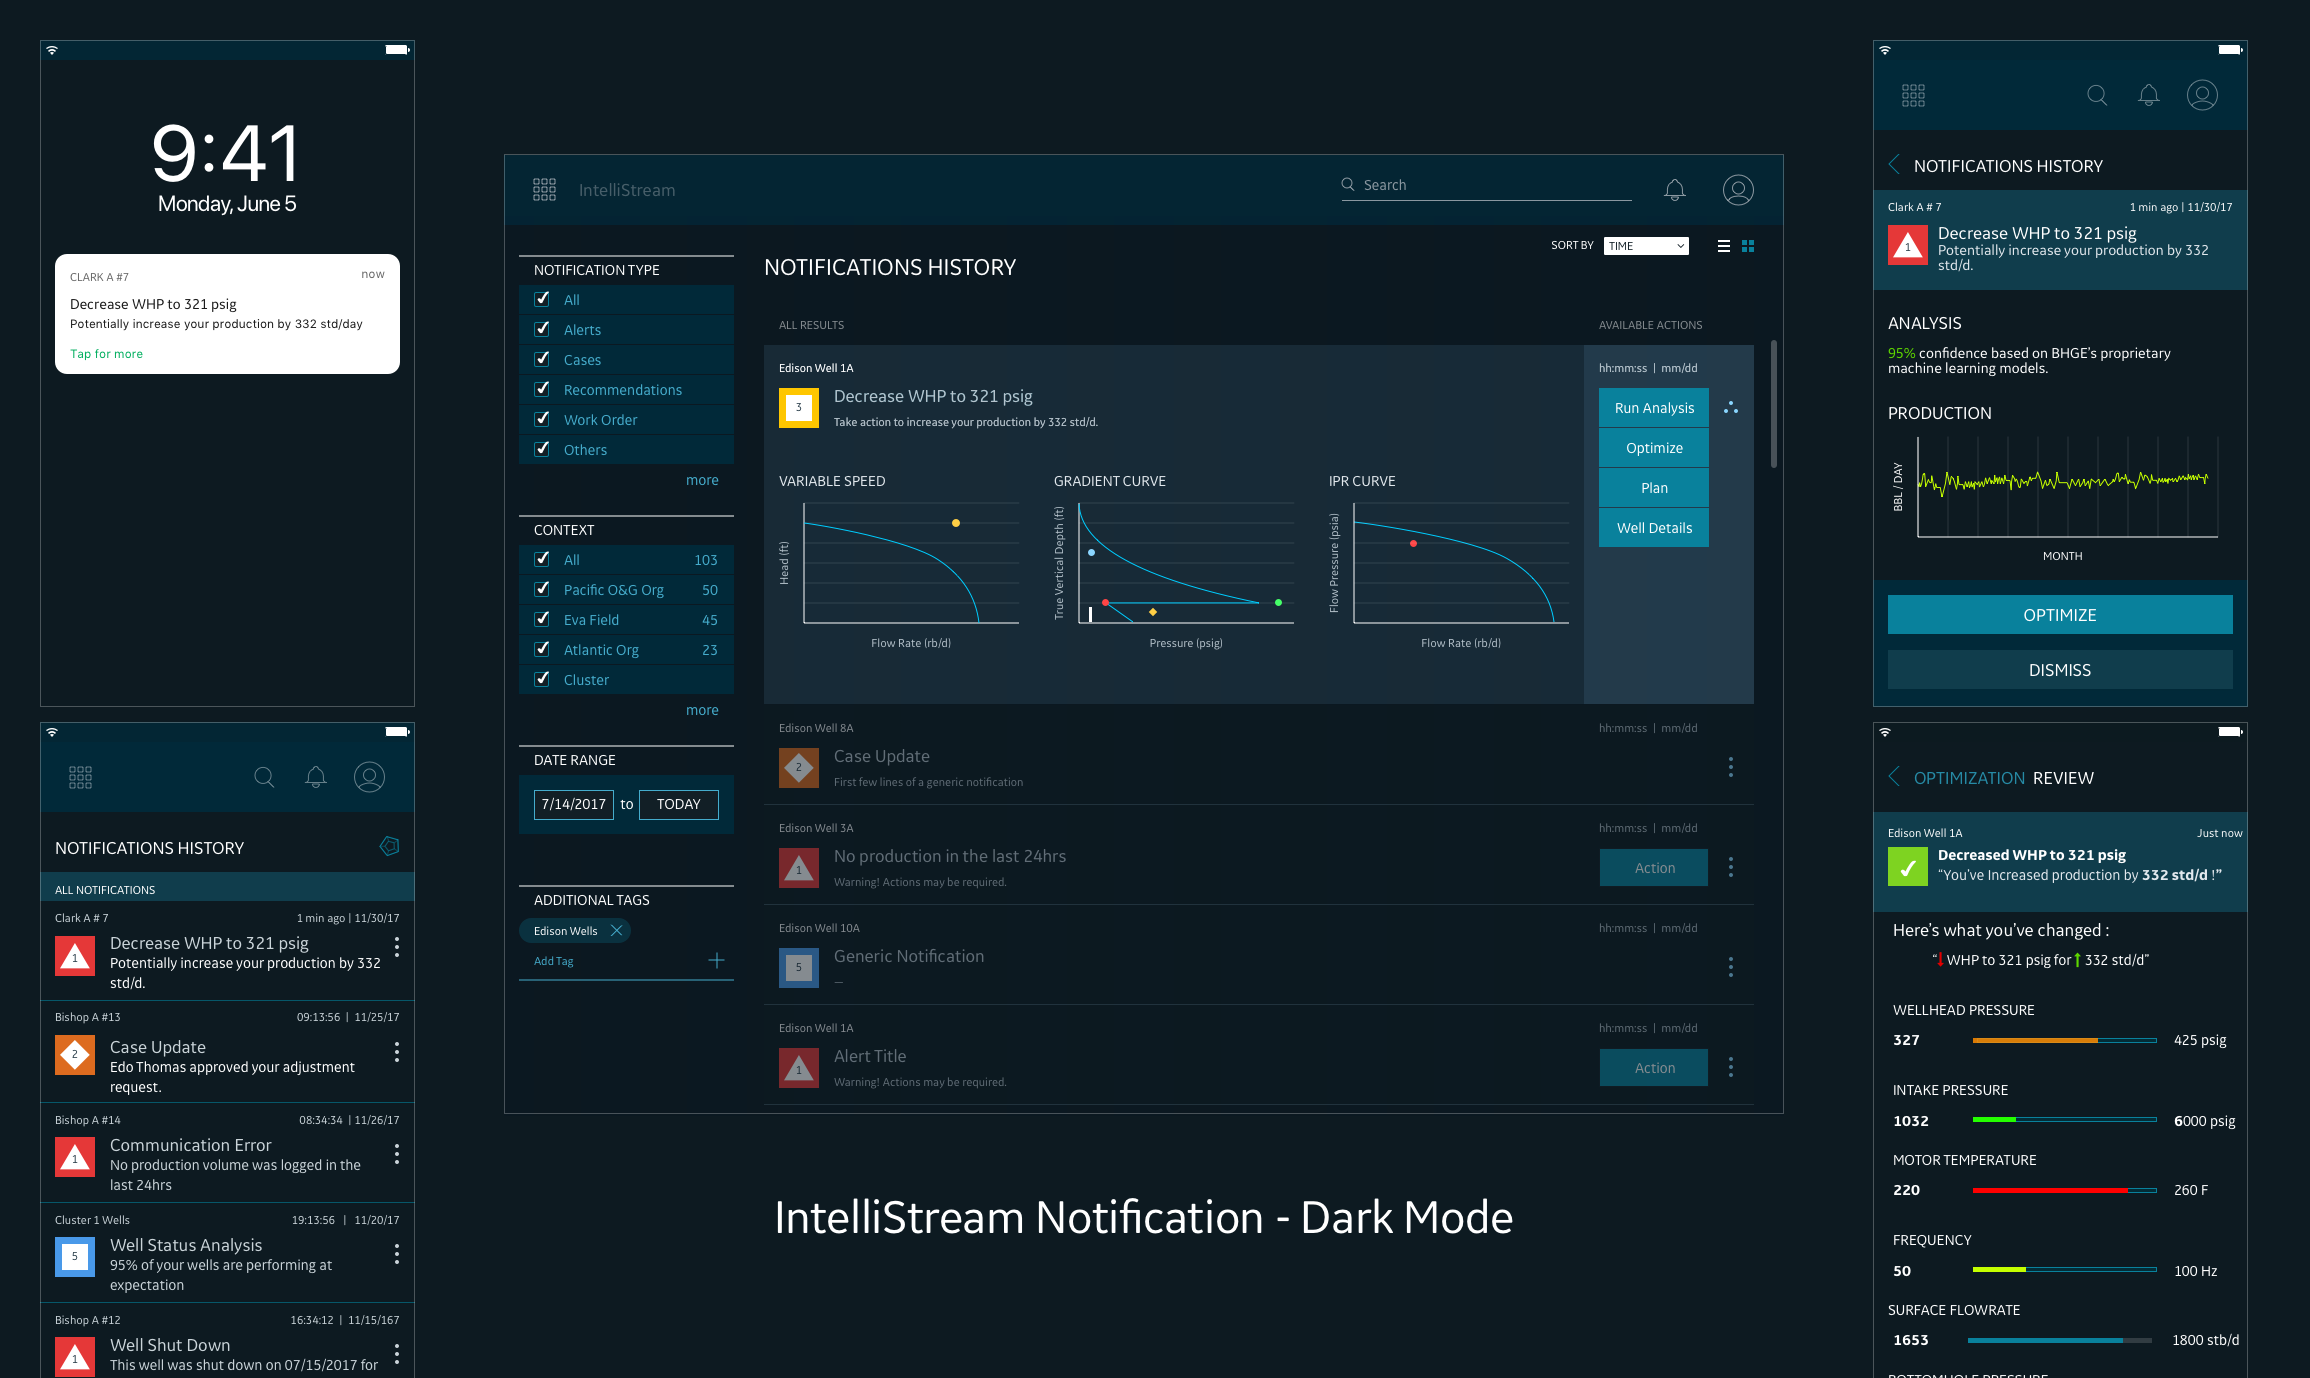 9:41
Monday, June 5
CLARK A #7 now
Decrease WHP to 321 psig
Potentially increase your production by 332 std/day
Tap for more
NOTIFICATIONS HISTORY
ALL NOTIFICATIONS
Clark A # 7 1 min ago | 11/30/17
1
Decrease WHP to 321 psig
Potentially increase your production by 332
std/d.
Bishop A #13 09:13:56 | 11/25/17
2
Case Update
Edo Thomas approved your adjustment
request.
Bishop A #14 08:34:34 | 11/26/17
1
Communication Error
No production volume was logged in the
last 24hrs
Cluster 1 Wells 19:13:56 | 11/20/17
5
Well Status Analysis
95% of your wells are performing at
expectation
Bishop A #12 16:34:12 | 11/15/167
1
Well Shut Down
This well was shut down on 07/15/2017 for
IntelliStream
Search
NOTIFICATION TYPE
All
Alerts
Cases
Recommendations
Work Order
Others
more
CONTEXT
All 103
Pacific O&G Org 50
Eva Field 45
Atlantic Org 23
Cluster
more
DATE RANGE
7/14/2017 to TODAY
ADDITIONAL TAGS
Edison Wells
Add Tag
SORT BY TIME
NOTIFICATIONS HISTORY
ALL RESULTS AVAILABLE ACTIONS
Edison Well 1A hh:mm:ss | mm/dd
3
Decrease WHP to 321 psig
Take action to increase your production by 332 std/d.
Run Analysis
Optimize
Plan
Well Details
VARIABLE SPEED
Head (ft)
Flow Rate (rb/d)
GRADIENT CURVE
True Vertical Depth (ft)
Pressure (psig)
IPR CURVE
Flow Pressure (psia)
Flow Rate (rb/d)
Edison Well 8A hh:mm:ss | mm/dd
2
Case Update
First few lines of a generic notification
Edison Well 3A hh:mm:ss | mm/dd
1
No production in the last 24hrs
Warning! Actions may be required.
Action
Edison Well 10A hh:mm:ss | mm/dd
5
Generic Notification
–
Edison Well 1A hh:mm:ss | mm/dd
1
Alert Title
Warning! Actions may be required.
Action
IntelliStream Notification - Dark Mode
NOTIFICATIONS HISTORY
Clark A # 7 1 min ago | 11/30/17
1
Decrease WHP to 321 psig
Potentially increase your production by 332
std/d.
ANALYSIS
95% confidence based on BHGE's proprietary
machine learning models.
PRODUCTION
BBL / DAY
MONTH
OPTIMIZE
DISMISS
OPTIMIZATION REVIEW
Edison Well 1A Just now
Decreased WHP to 321 psig
“You've Increased production by 332 std/d !”
Here's what you've changed :
“ WHP to 321 psig for 332 std/d”
WELLHEAD PRESSURE
327 425 psig
INTAKE PRESSURE
1032 6000 psig
MOTOR TEMPERATURE
220 260 F
FREQUENCY
50 100 Hz
SURFACE FLOWRATE
1653 1800 stb/d
BOTTOMHOLE PRESSURE